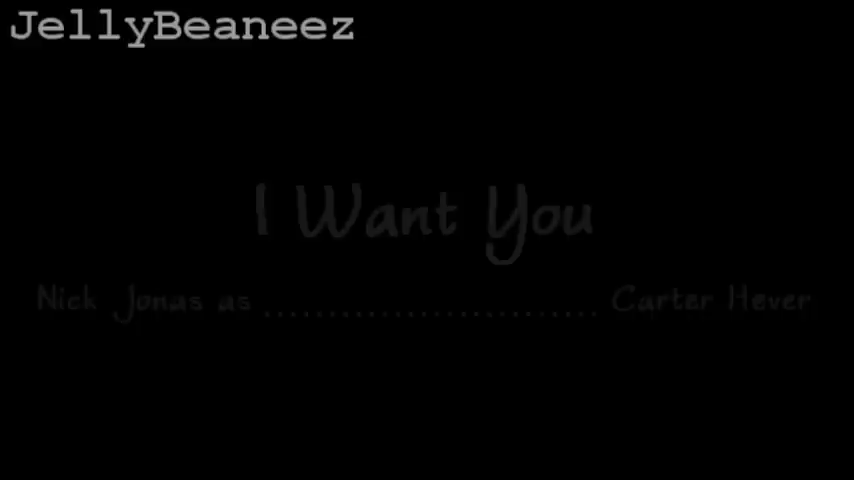 JellyBeaneez
I Want You
Nick Jonas as .......................... Carter Hever